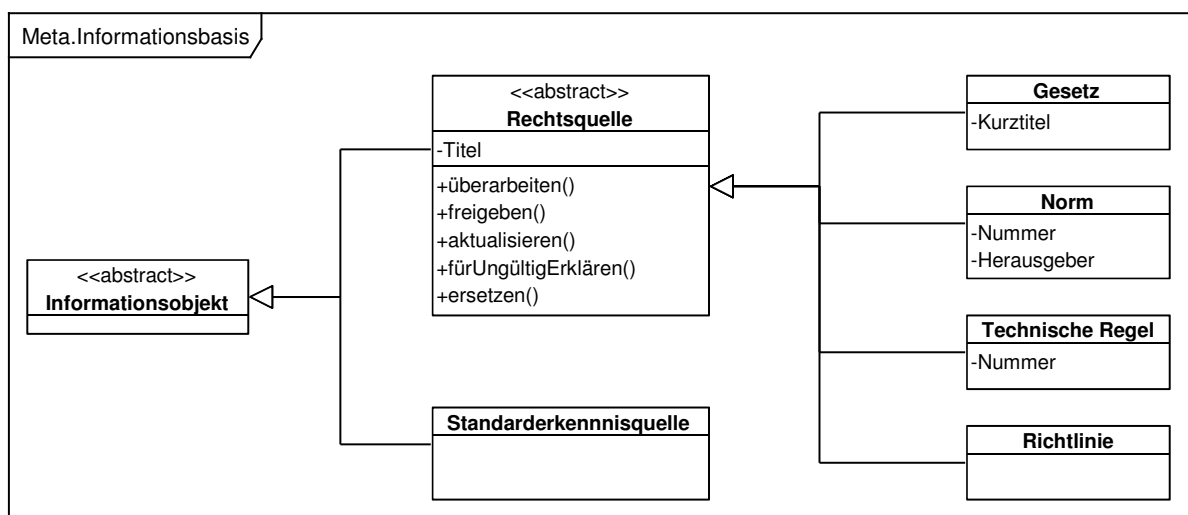 Meta.Informationsbasis
<<abstract>>
Informationsobjekt
<<abstract>>
Rechtsquelle
-Titel
+überarbeiten()
+freigeben()
+aktualisieren()
+fürUngültigErklären()
+ersetzen()
Standarderkennnisquelle
Gesetz
-Kurztitel
Norm
-Nummer
-Herausgeber
Technische Regel
-Nummer
Richtlinie